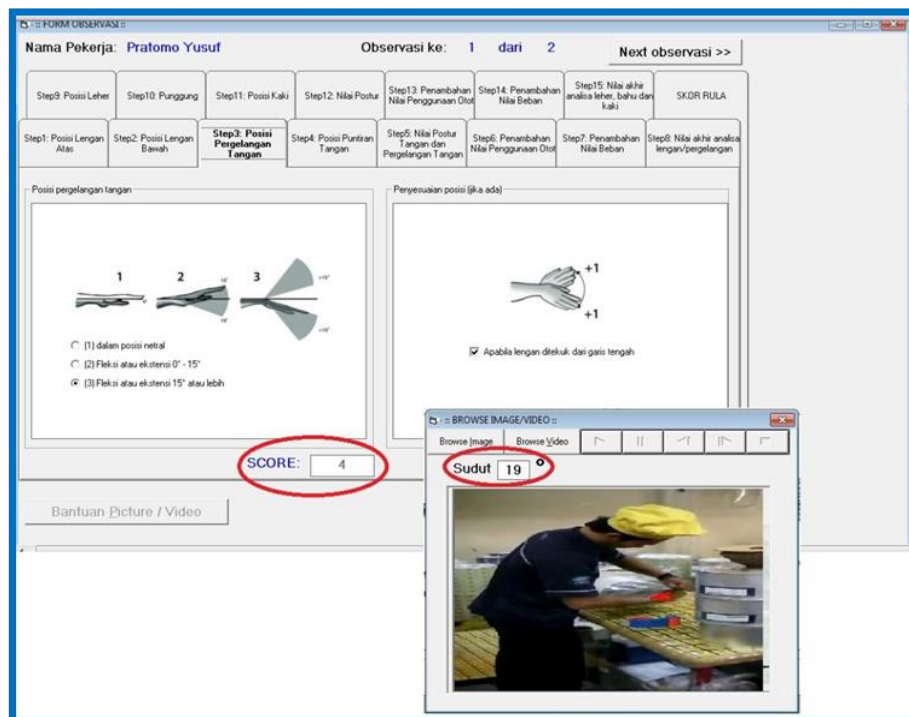 :: FORM OBSERVASI ::
Nama Pekerja: Pratomo Yusuf
Observasi ke: 1 dari 2
Next observasi >>
Step9: Posisi Leher
Step10: Punggung
Step11: Posisi Kaki
Step12: Nilai Postur
Step13: Penambahan
Nilai Penggunaan Otot
Step14: Penambahan
Nilai Beban
Step15: Nilai akhir
analisa leher, bahu dan
kaki
SKOR RULA
Step1: Posisi Lengan
Atas
Step2: Posisi Lengan
Bawah
Step3: Posisi
Pergelangan
Tangan
Step4: Posisi Puntiran
Tangan
Step5: Nilai Postur
Tangan dan
Pergelangan Tangan
Step6: Penambahan
Nilai Penggunaan Otot
Step7: Penambahan
Nilai Beban
Step8: Nilai akhir analisa
lengan/pergelangan
Posisi pergelangan tangan
1 2 3
(1) dalam posisi netral
(2) Fleksi atau ekstensi 0° - 15°
(3) Fleksi atau ekstensi 15° atau lebih
Penyesuaian posisi (jika ada)
+1
+1
Apabila lengan ditekuk dari garis tengah
SCORE: 4
Bantuan Picture / Video
:: BROWSE IMAGE/VIDEO ::
Browse Image
Browse Video
Sudut 19 °